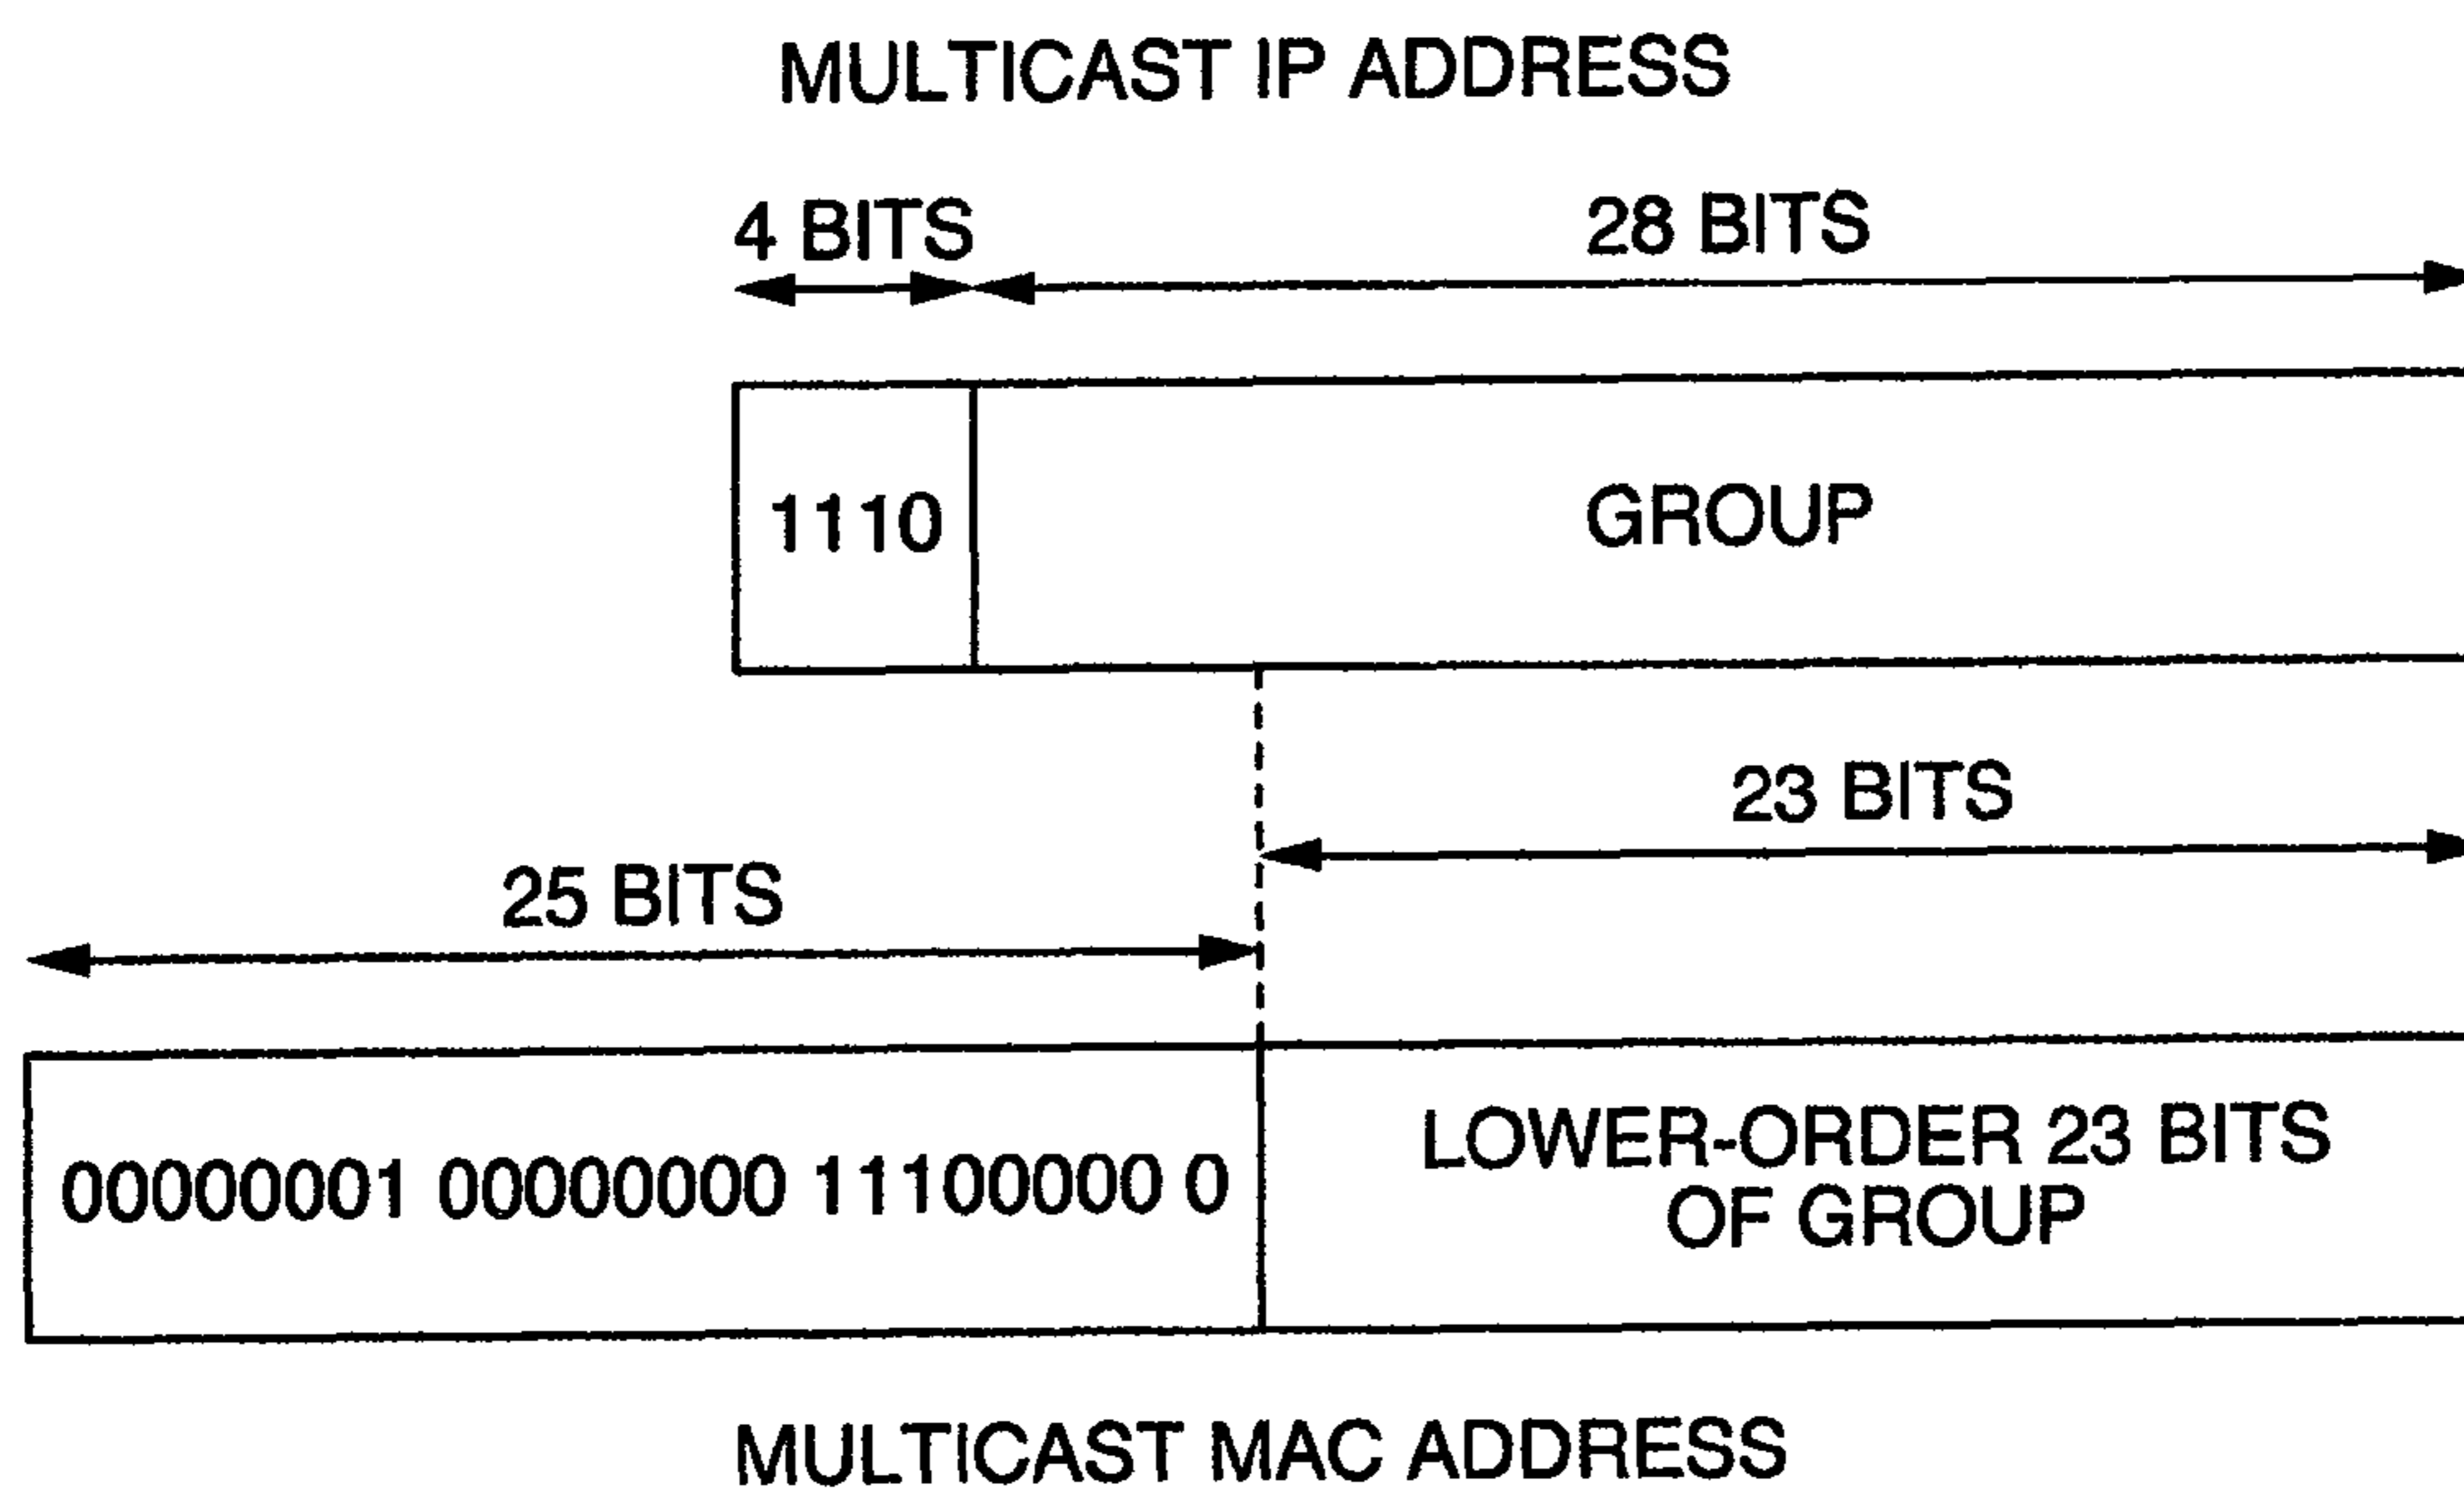 MULTICAST IP ADDRESS
4 BITS
28 BITS
1110
GROUP
23 BITS
25 BITS
00000001 00000000 11100000 0
LOWER-ORDER 23 BITS
OF GROUP
MULTICAST MAC ADDRESS